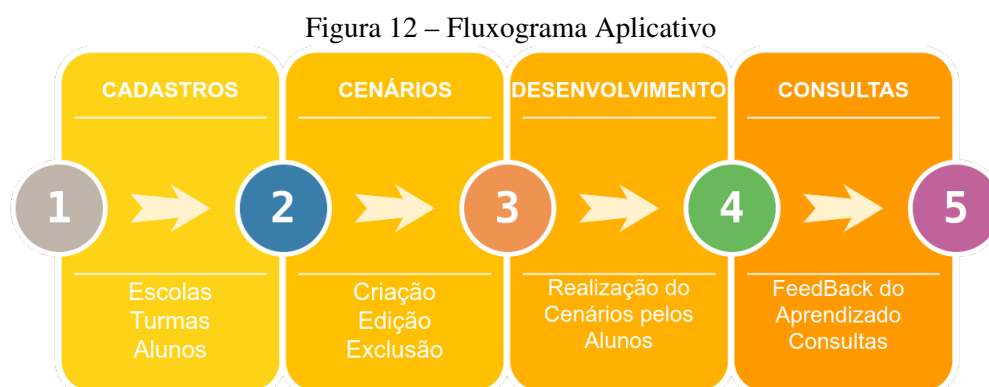 Figura 12 – Fluxograma Aplicativo
CADASTROS
CENÁRIOS
DESENVOLVIMENTO
CONSULTAS
1
2
3
4
5
Escolas
Turmas
Alunos
Criação
Edição
Exclusão
Realização do
Cenários pelos
Alunos
FeedBack do
Aprendizado
Consultas